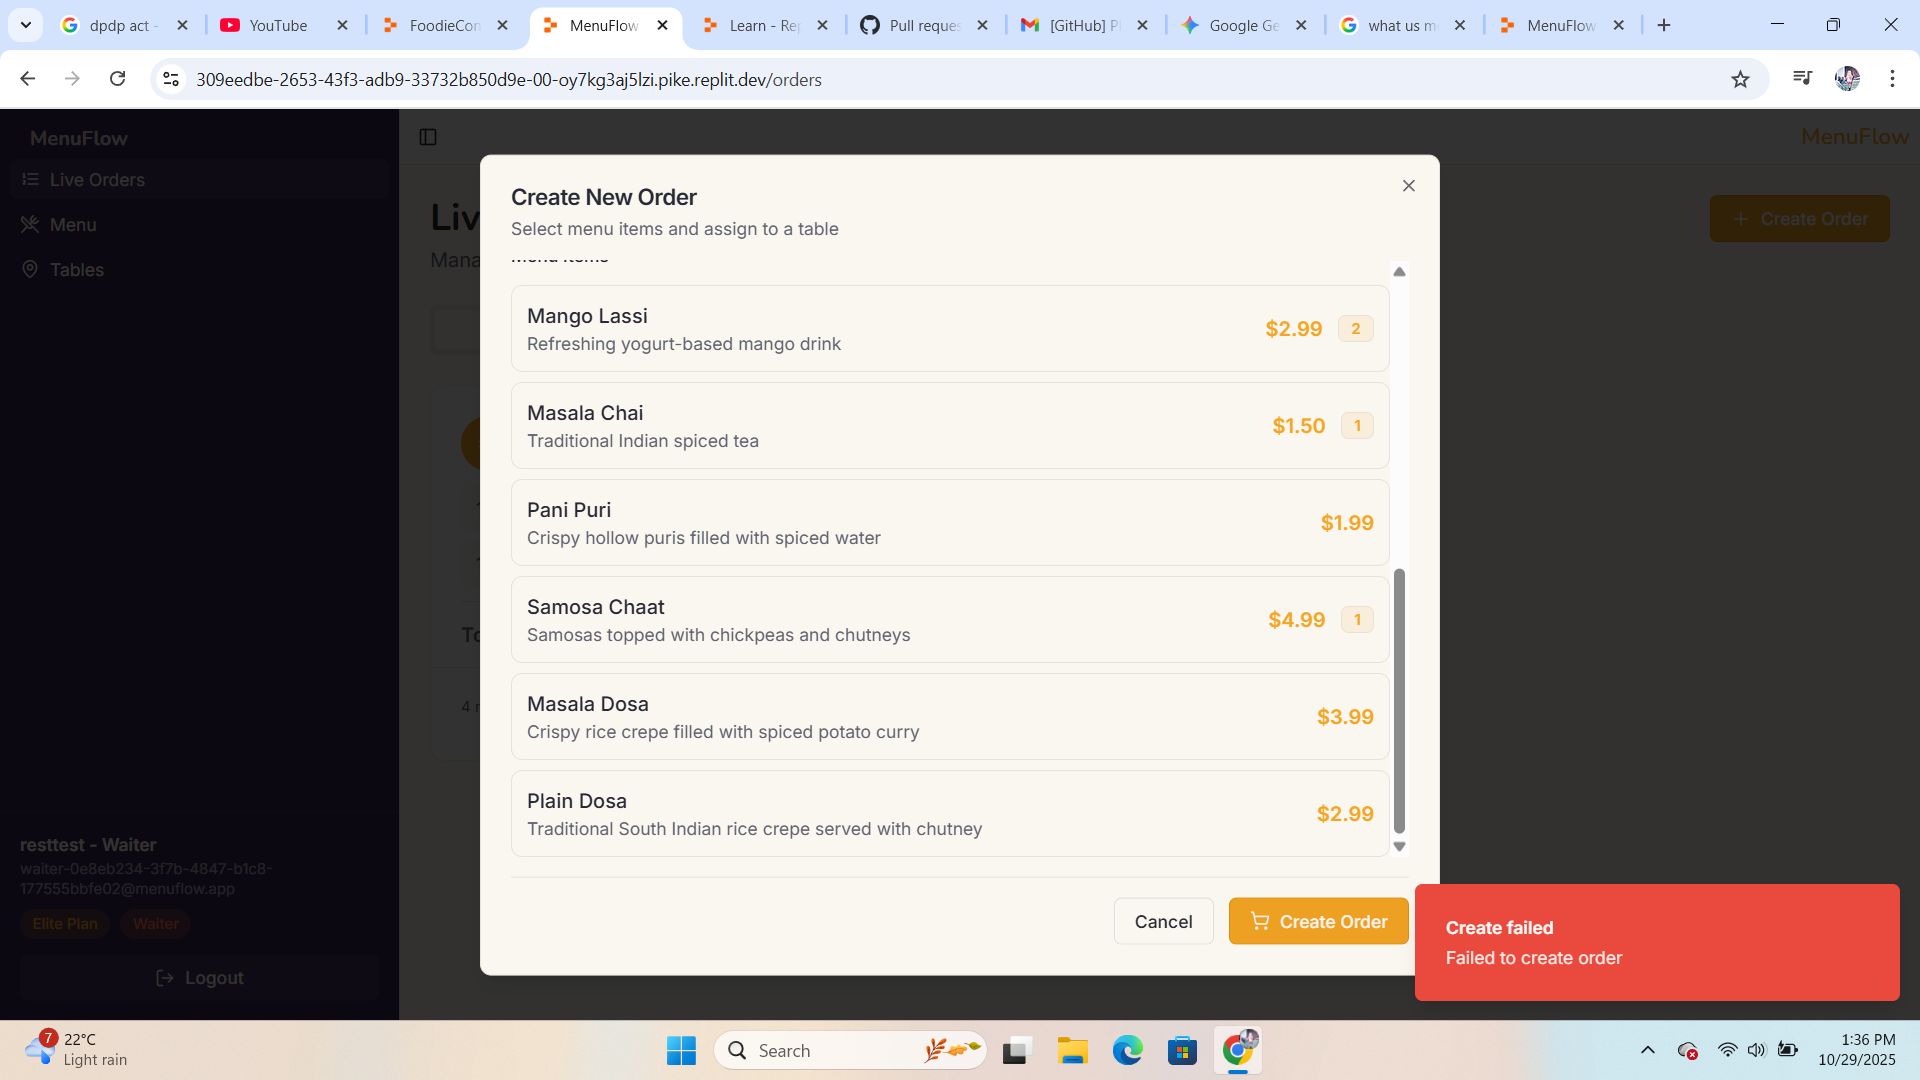 dpdp act -
YouTube
FoodieCon
MenuFlow
Learn - Rep
Pull reques
[GitHub] P
Google Ge
what us m
MenuFlow
309eedbe-2653-43f3-adb9-33732b850d9e-00-oy7kg3aj5lzi.pike.replit.dev/orders
MenuFlow
MenuFlow
Live Orders
Menu
Tables
Liv
Mana
Create Order
Create New Order
Select menu items and assign to a table
Menu Items
Mango Lassi
Refreshing yogurt-based mango drink
$2.99 2
Masala Chai
Traditional Indian spiced tea
$1.50 1
Pani Puri
Crispy hollow puris filled with spiced water
$1.99
Samosa Chaat
Samosas topped with chickpeas and chutneys
$4.99 1
Masala Dosa
Crispy rice crepe filled with spiced potato curry
$3.99
Plain Dosa
Traditional South Indian rice crepe served with chutney
$2.99
To
4
Cancel
Create Order
Create failed
Failed to create order
resttest - Waiter
waiter-0e8eb234-3f7b-4847-b1c8-
177555bbfe02@menuflow.app
Elite Plan Waiter
Logout
7
22°C
Light rain
Search
1:36 PM
10/29/2025